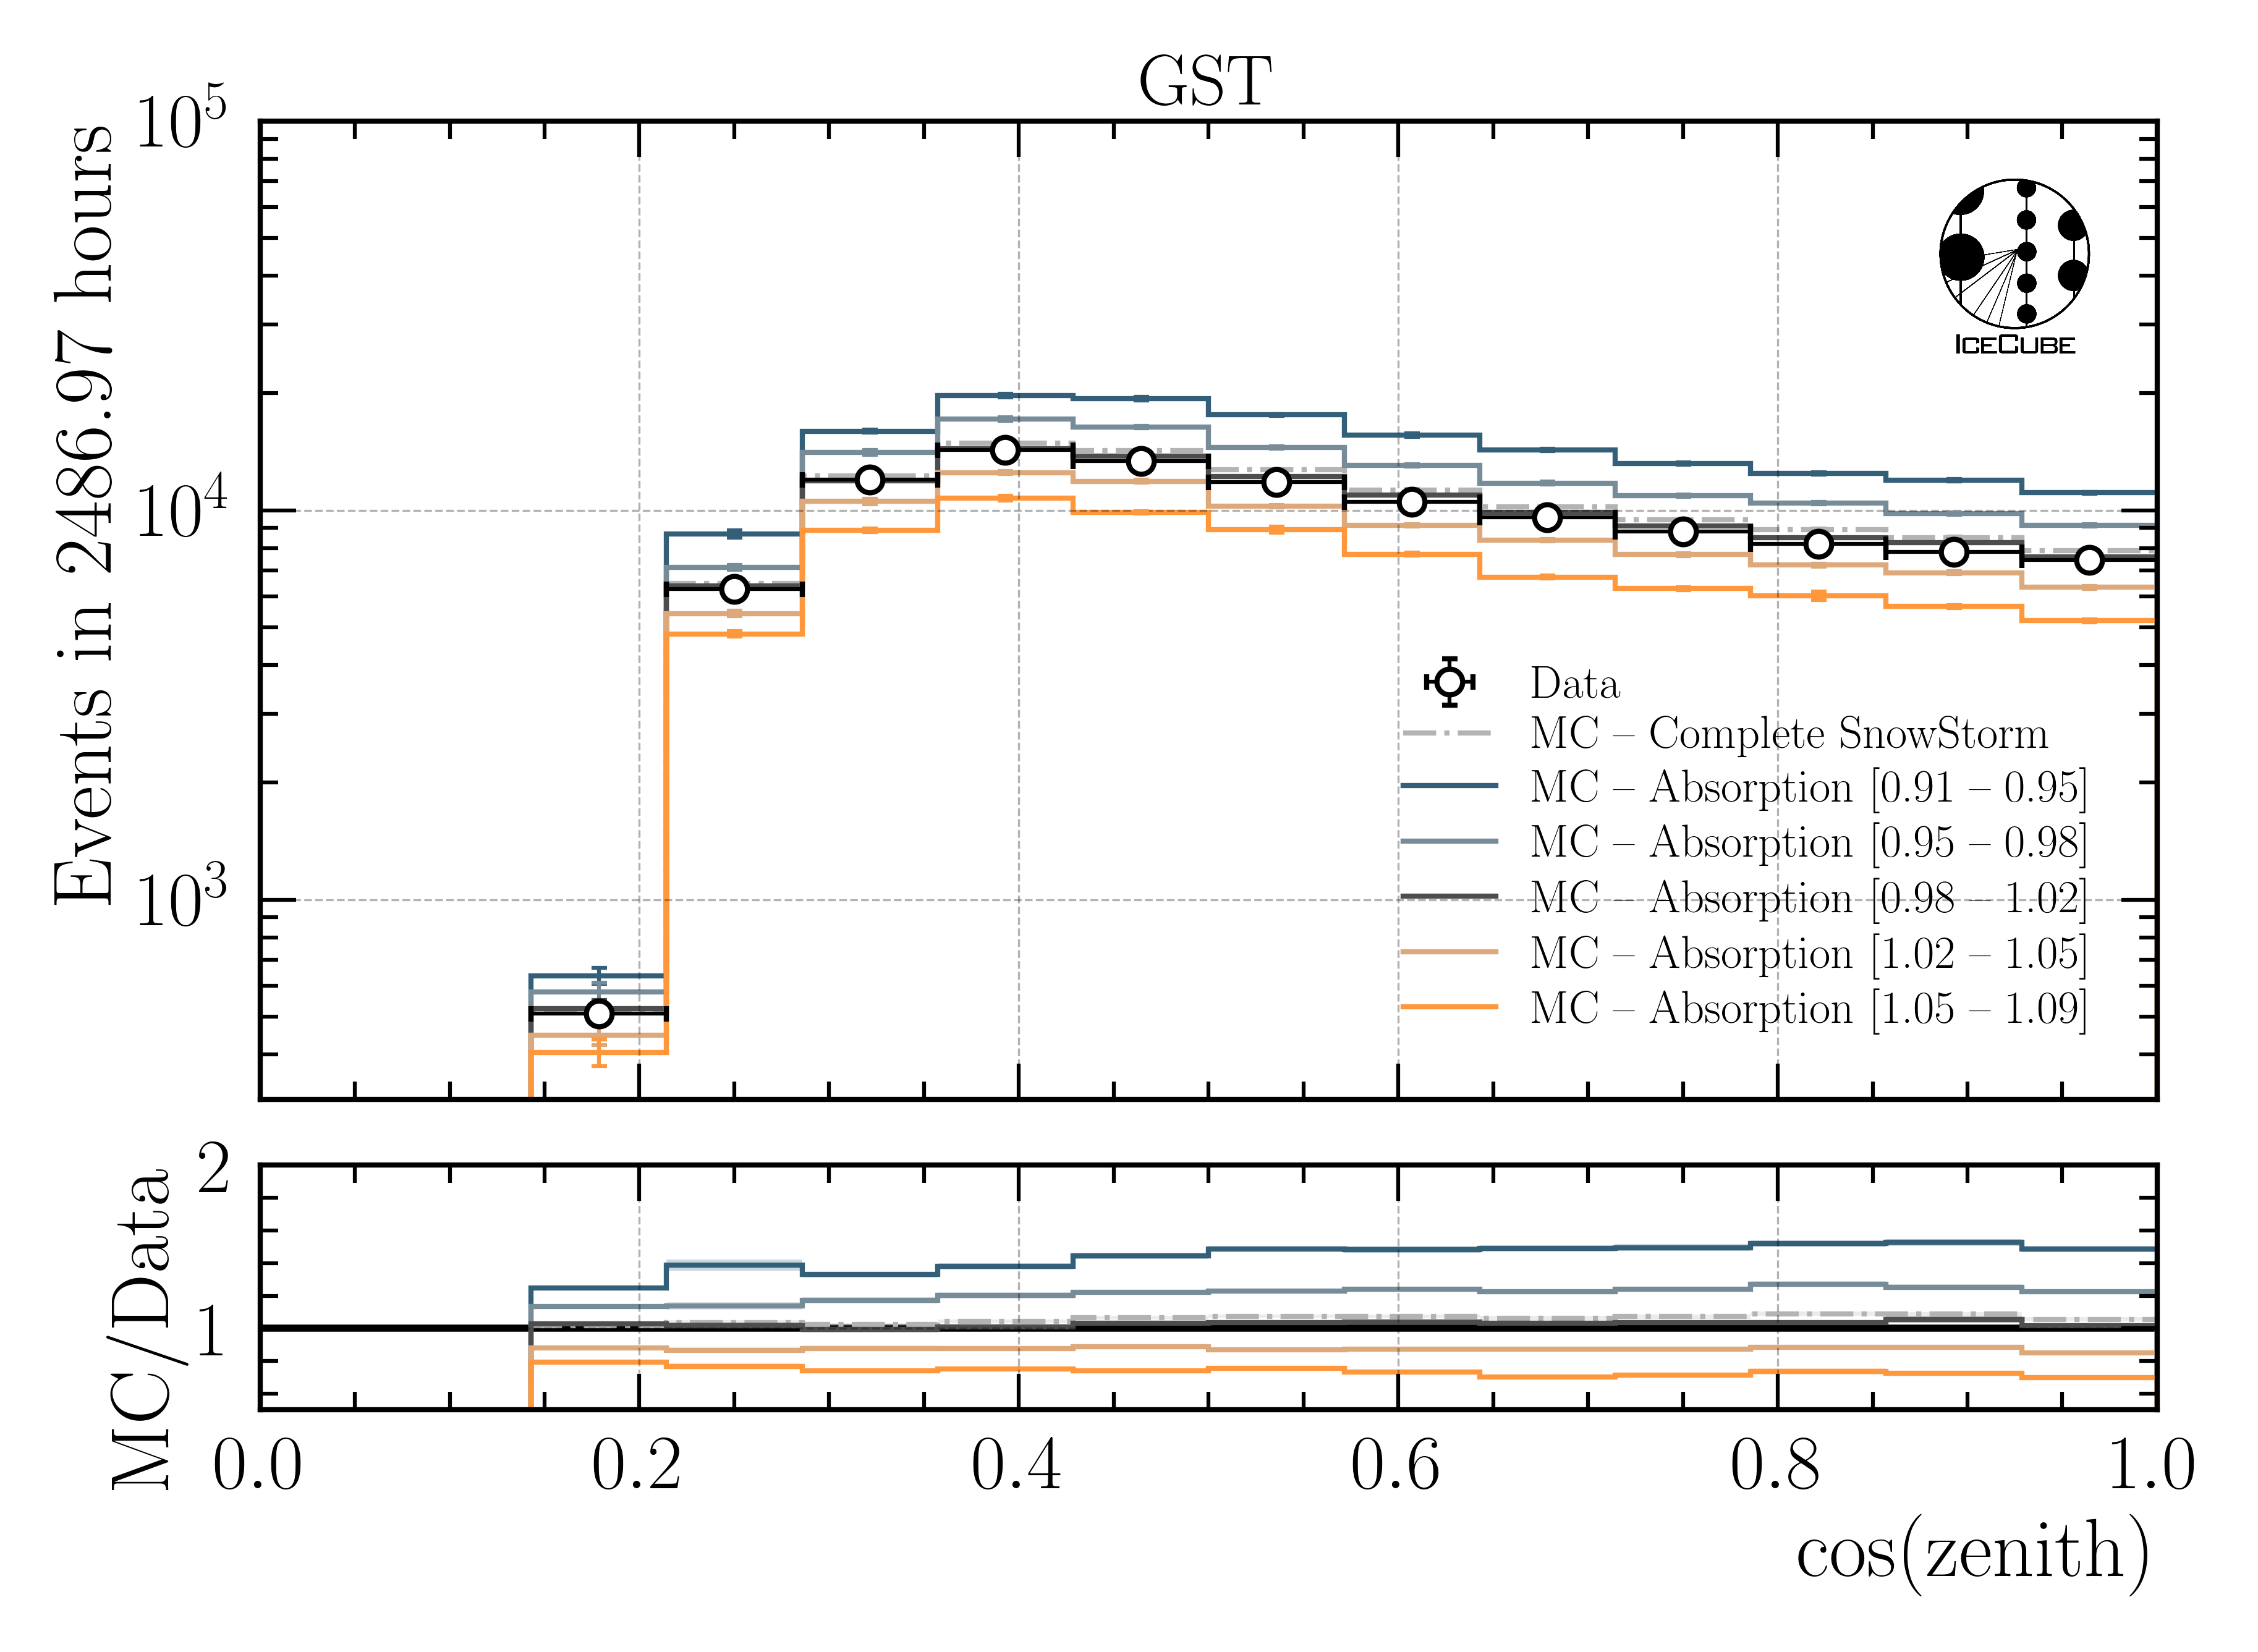 GST
Events in 2486.97 hours
10^5
10^4
10^3
ICECUBE
Data
MC – Complete SnowStorm
MC – Absorption [0.91 – 0.95]
MC – Absorption [0.95 – 0.98]
MC – Absorption [0.98 – 1.02]
MC – Absorption [1.02 – 1.05]
MC – Absorption [1.05 – 1.09]
MC/Data
2
1
0.0 0.2 0.4 0.6 0.8 1.0
cos(zenith)